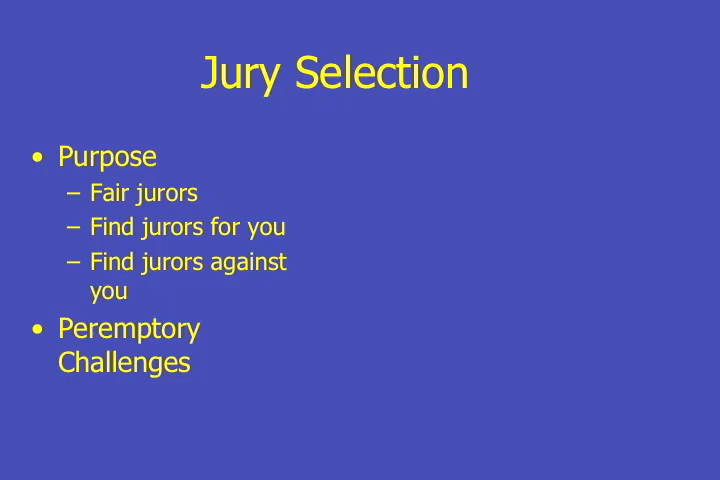 Jury Selection
• Purpose
– Fair jurors
– Find jurors for you
– Find jurors against
you
• Peremptory
Challenges